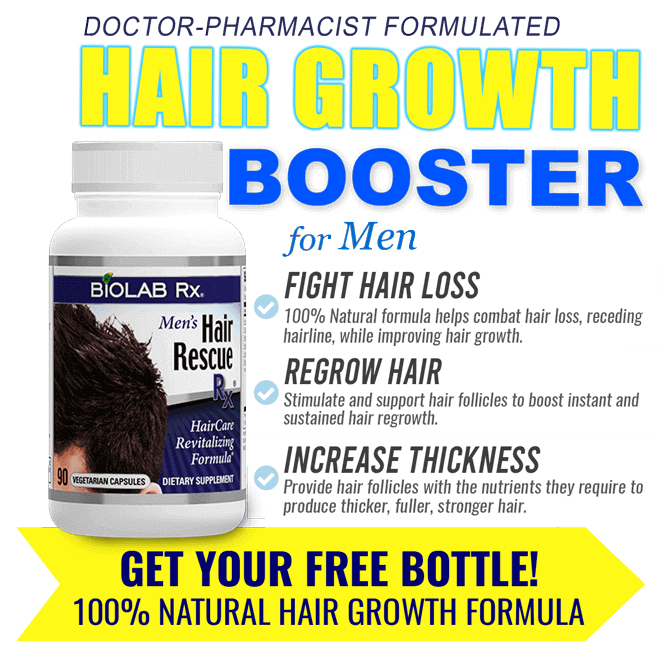 DOCTOR-PHARMACIST FORMULATED
HAIR GROWTH
BOOSTER
for Men
BiOLAB Rx®
Men's Hair
Rescue
Rx®
HairCare
Revitalizing
Formula*
90 VEGETARIAN CAPSULES
DIETARY SUPPLEMENT
FIGHT HAIR LOSS
100% Natural formula helps combat hair loss, receding
hairline, while improving hair growth.
REGROW HAIR
Stimulate and support hair follicles to boost instant and
sustained hair regrowth.
INCREASE THICKNESS
Provide hair follicles with the nutrients they require to
produce thicker, fuller, stronger hair.
GET YOUR FREE BOTTLE!
100% NATURAL HAIR GROWTH FORMULA